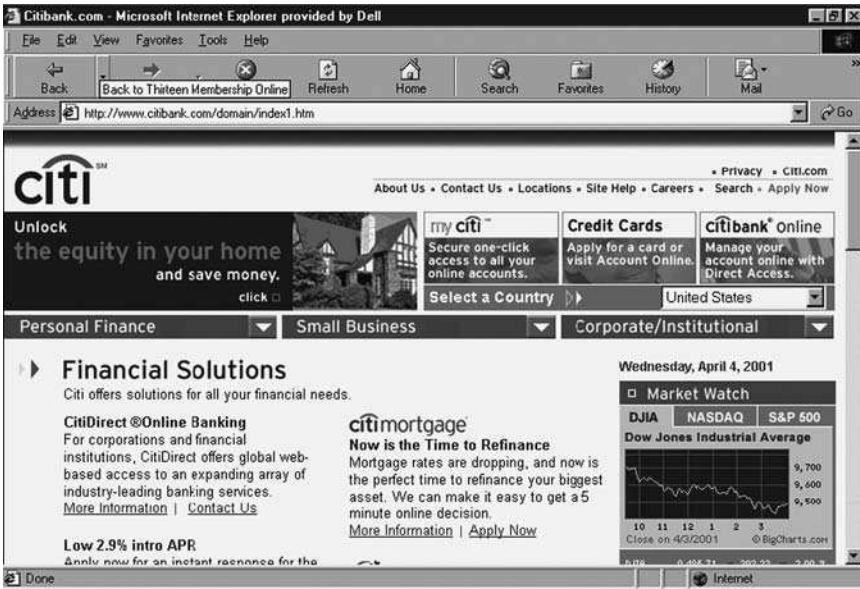 Citibank.com - Microsoft Internet Explorer provided by Dell
File Edit View Favorites Tools Help
Back Refresh Home Search Favorites History Mail
Back to Thirteen Membership Online
Address http://www.citibank.com/domain/index1.htm Go
Privacy • Citi.com
citi SM
About Us • Contact Us • Locations • Site Help • Careers • Search • Apply Now
Unlock
the equity in your home
and save money.
click
my citi
Secure one-click
access to all your
online accounts.
Credit Cards
Apply for a card or
visit Account Online.
citibank® online
Manage your
account online with
Direct Access.
Select a Country United States
Personal Finance Small Business Corporate/Institutional
Financial Solutions
Citi offers solutions for all your financial needs.
CitiDirect ®Online Banking
For corporations and financial
institutions, CitiDirect offers global web-
based access to an expanding array of
industry-leading banking services.
More Information | Contact Us
Low 2.9% intro APR
Apply now for an instant response for the
citimortgage
Now is the Time to Refinance
Mortgage rates are dropping, and now is
the perfect time to refinance your biggest
asset. We can make it easy to get a 5
minute online decision.
More Information | Apply Now
Wednesday, April 4, 2001
Market Watch
DJIA NASDAQ S&P 500
Dow Jones Industrial Average
9,700
9,600
9,500
10 11 12 1 2 3
Close on 4/3/2001 © BigCharts.com
Done Internet